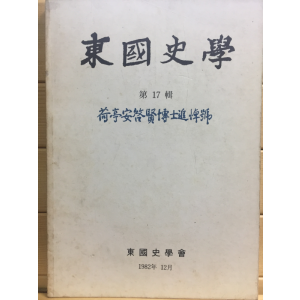 東國史學
第 17 輯
荷亭安啓賢博士追悼號
東國史學會
1982年 12月